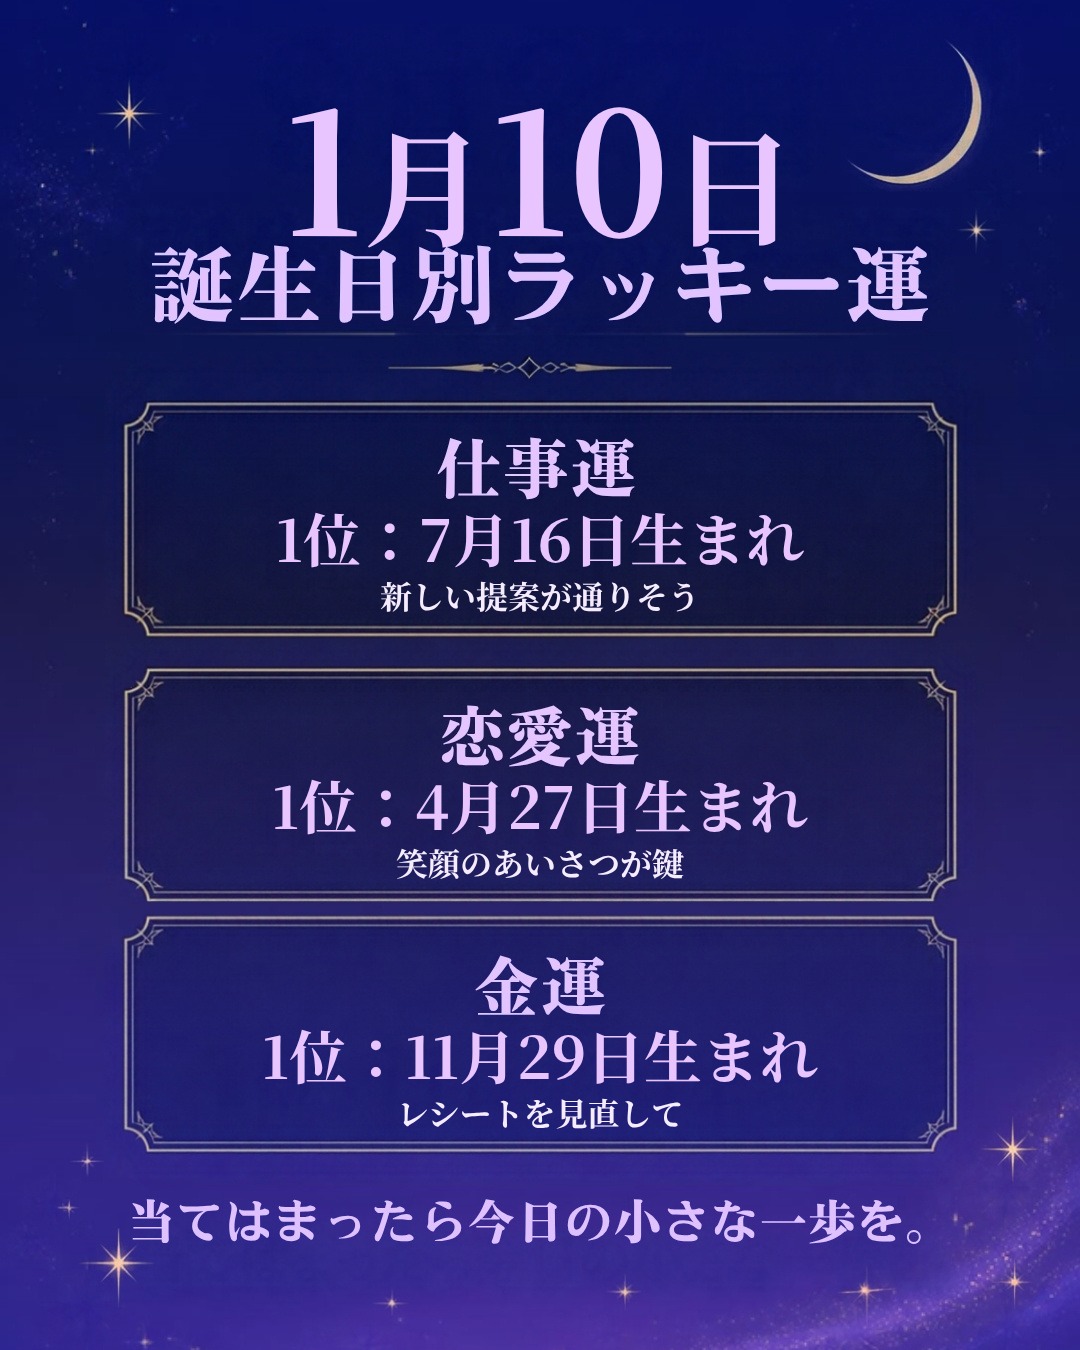 1月10日
誕生日別ラッキー運
仕事運
1位：7月16日生まれ
新しい提案が通りそう
恋愛運
1位：4月27日生まれ
笑顔のあいさつが鍵
金運
1位：11月29日生まれ
レシートを見直して
当てはまったら今日の小さな一歩を。